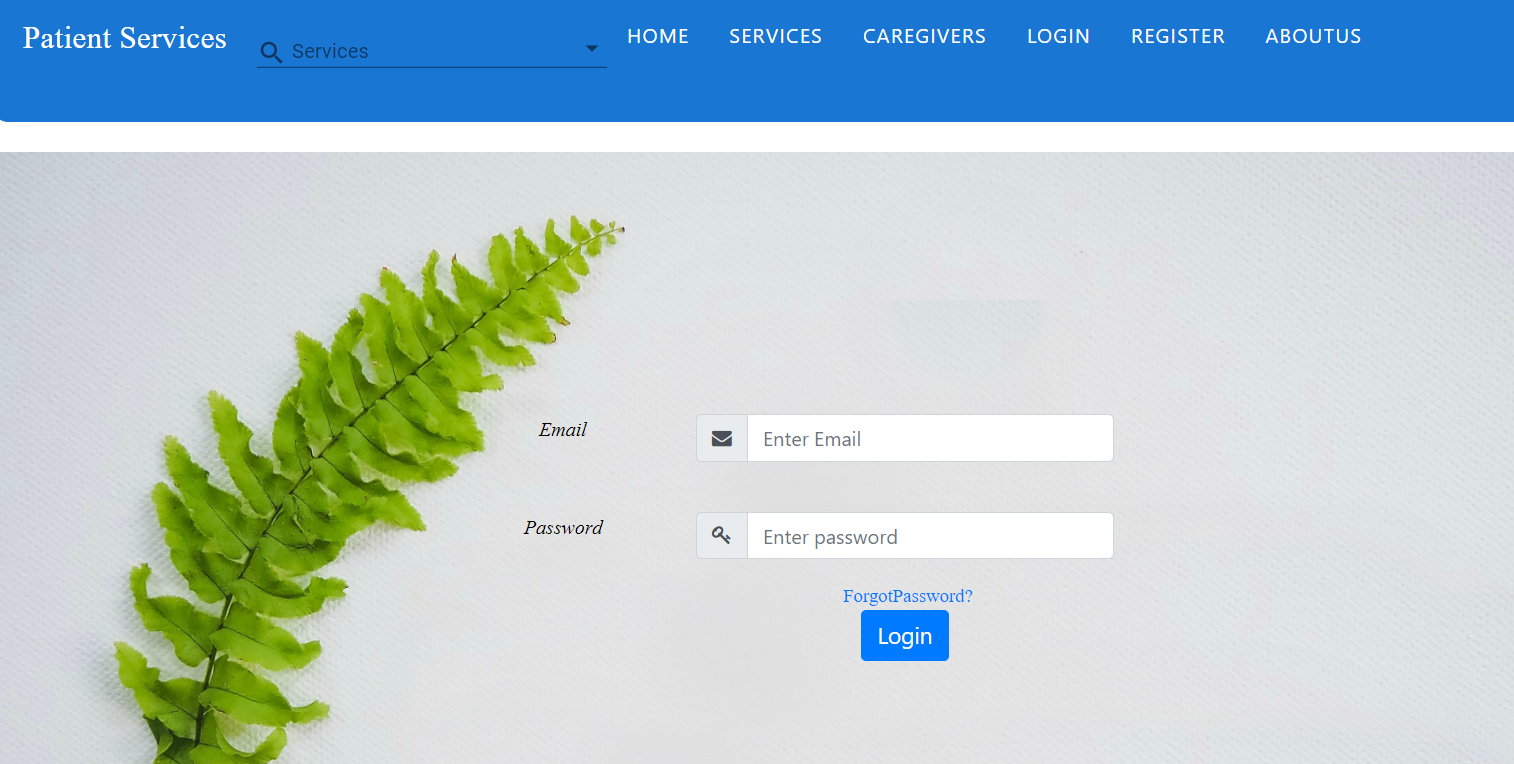 Patient Services
Services
HOME SERVICES CAREGIVERS LOGIN REGISTER ABOUTUS
Email
Enter Email
Password
Enter password
ForgotPassword?
Login